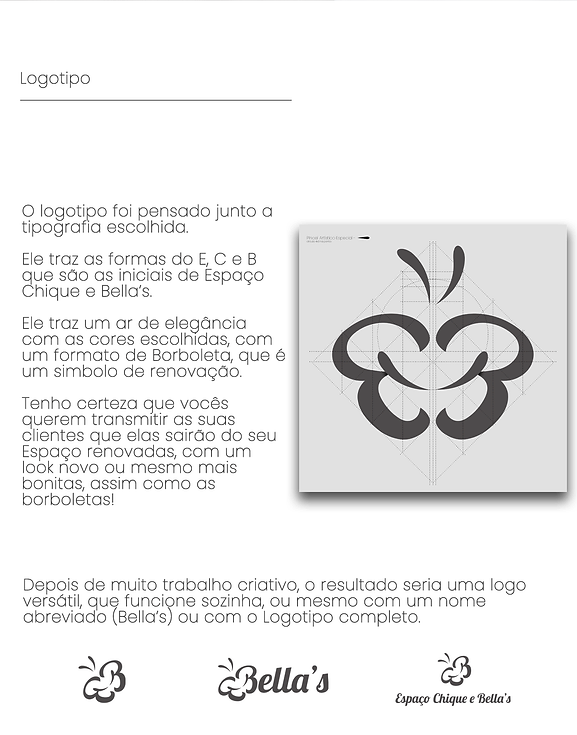 Logotipo
O logotipo foi pensado junto a
tipografia escolhida.
Ele traz as formas do E, C e B
que são as iniciais de Espaço
Chique e Bella's.
Ele traz um ar de elegância
com as cores escolhidas, com
um formato de Borboleta, que é
um simbolo de renovação.
Tenho certeza que vocês
querem transmitir as suas
clientes que elas sairão do seu
Espaço renovadas, com um
look novo ou mesmo mais
bonitas, assim como as
borboletas!
Pincel Artístico Especial
Depois de muito trabalho criativo, o resultado seria uma logo
versátil, que funcione sozinha, ou mesmo com um nome
abreviado (Bella's) ou com o Logotipo completo.
Bella's
Espaço Chique e Bella's